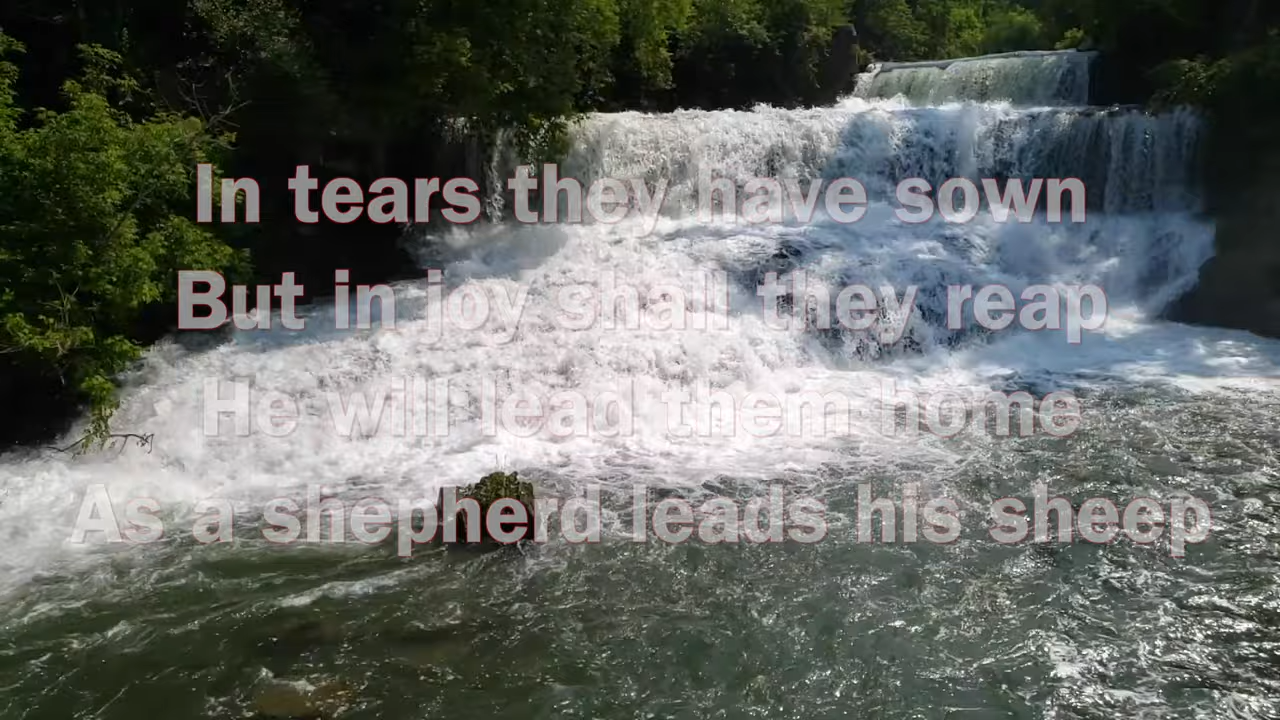 In tears they have sown
But in joy shall they reap
He will lead them home
As a shepherd leads his sheep